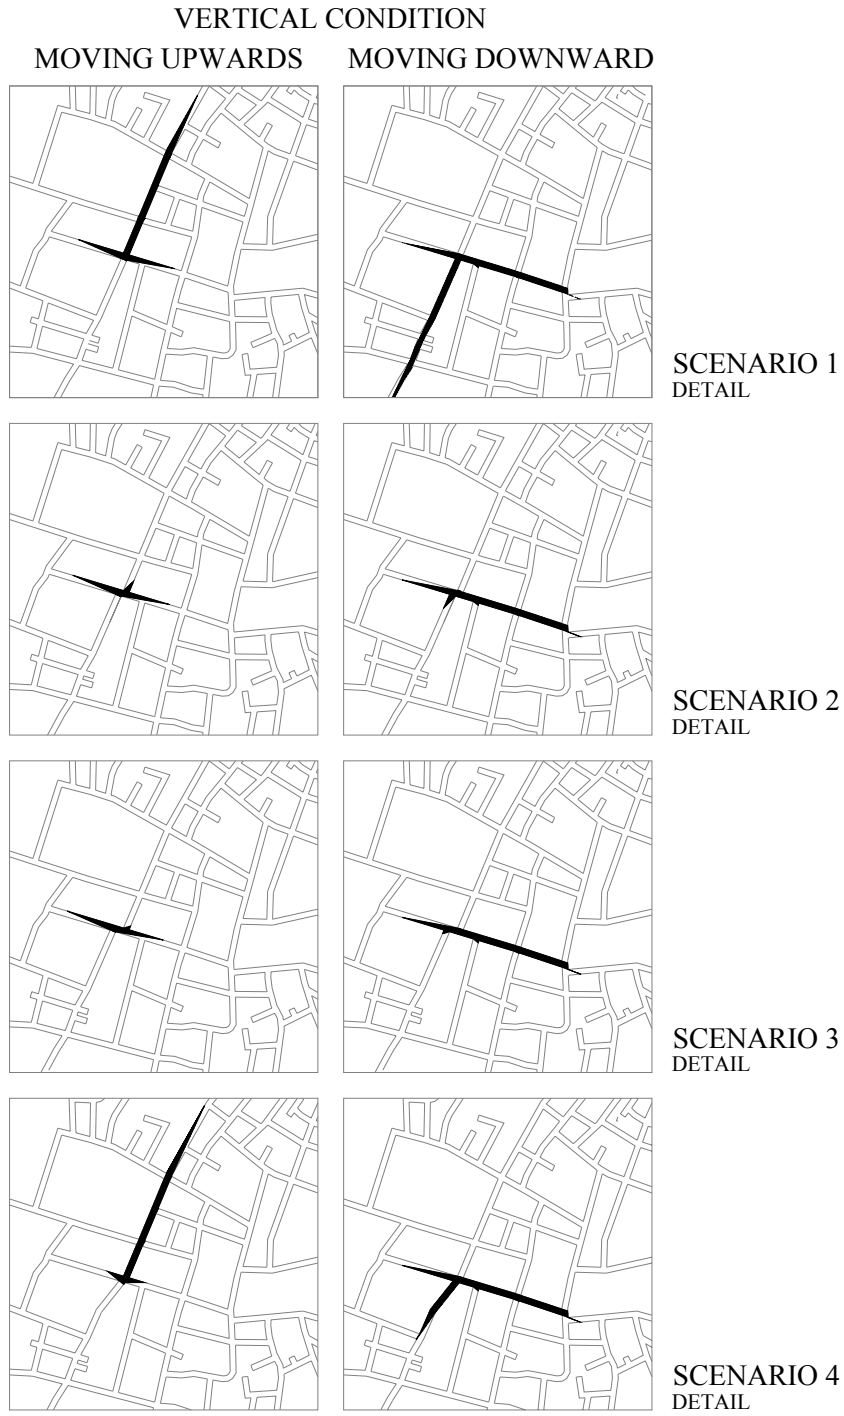 VERTICAL CONDITION
MOVING UPWARDS MOVING DOWNWARD
SCENARIO 1
DETAIL
SCENARIO 2
DETAIL
SCENARIO 3
DETAIL
SCENARIO 4
DETAIL